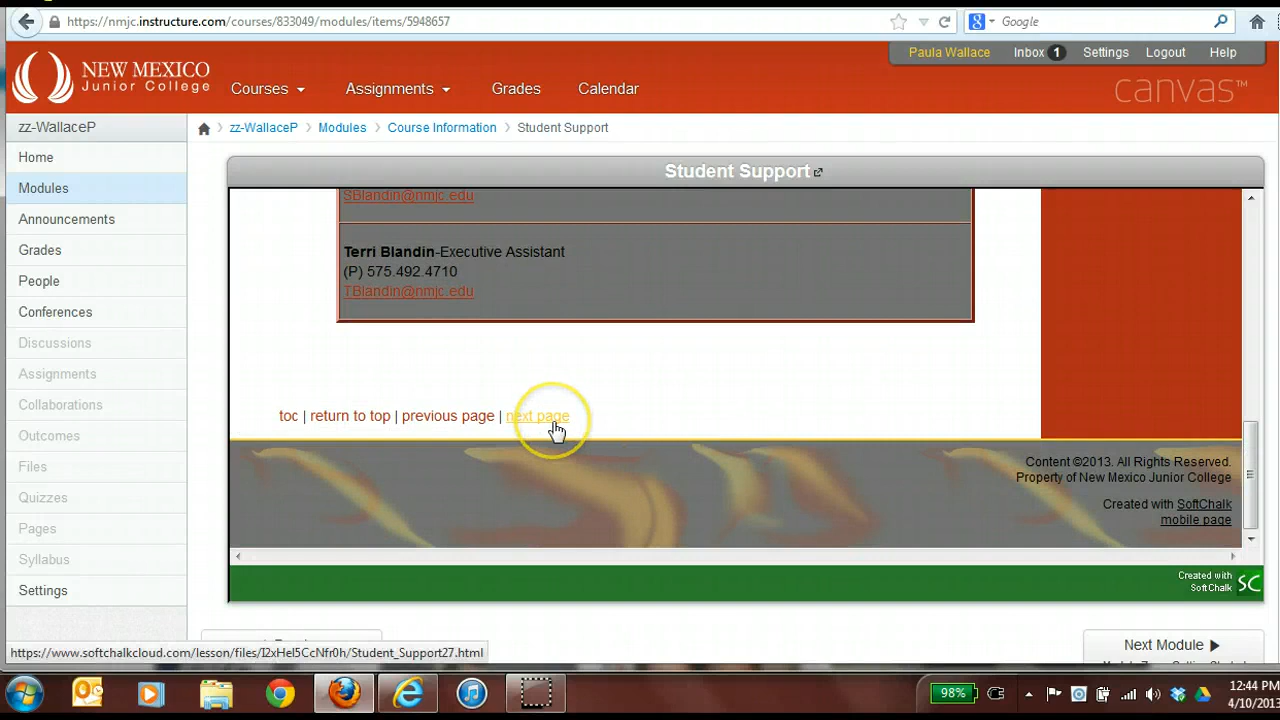 https://nmjc.instructure.com/courses/833049/modules/items/5948657
Google
Paula Wallace Inbox 1 Settings Logout Help
NEW MEXICO
Junior College
Courses Assignments Grades Calendar
canvas™
zz-WallaceP
zz-WallaceP Modules Course Information Student Support
Home
Modules
Announcements
Grades
People
Conferences
Discussions
Assignments
Collaborations
Outcomes
Files
Quizzes
Pages
Syllabus
Settings
Student Support
SBlandin@nmjc.edu
Terri Blandin-Executive Assistant
(P) 575.492.4710
TBlandin@nmjc.edu
toc | return to top | previous page | next page
Content ©2013. All Rights Reserved.
Property of New Mexico Junior College
Created with SoftChalk
mobile page
Created with
SoftChalk
SC
Next Module
https://www.softchalkcloud.com/lesson/files/I2xHel5CcNfr0h/Student_Support27.html
98%
12:44 PM
4/10/2013